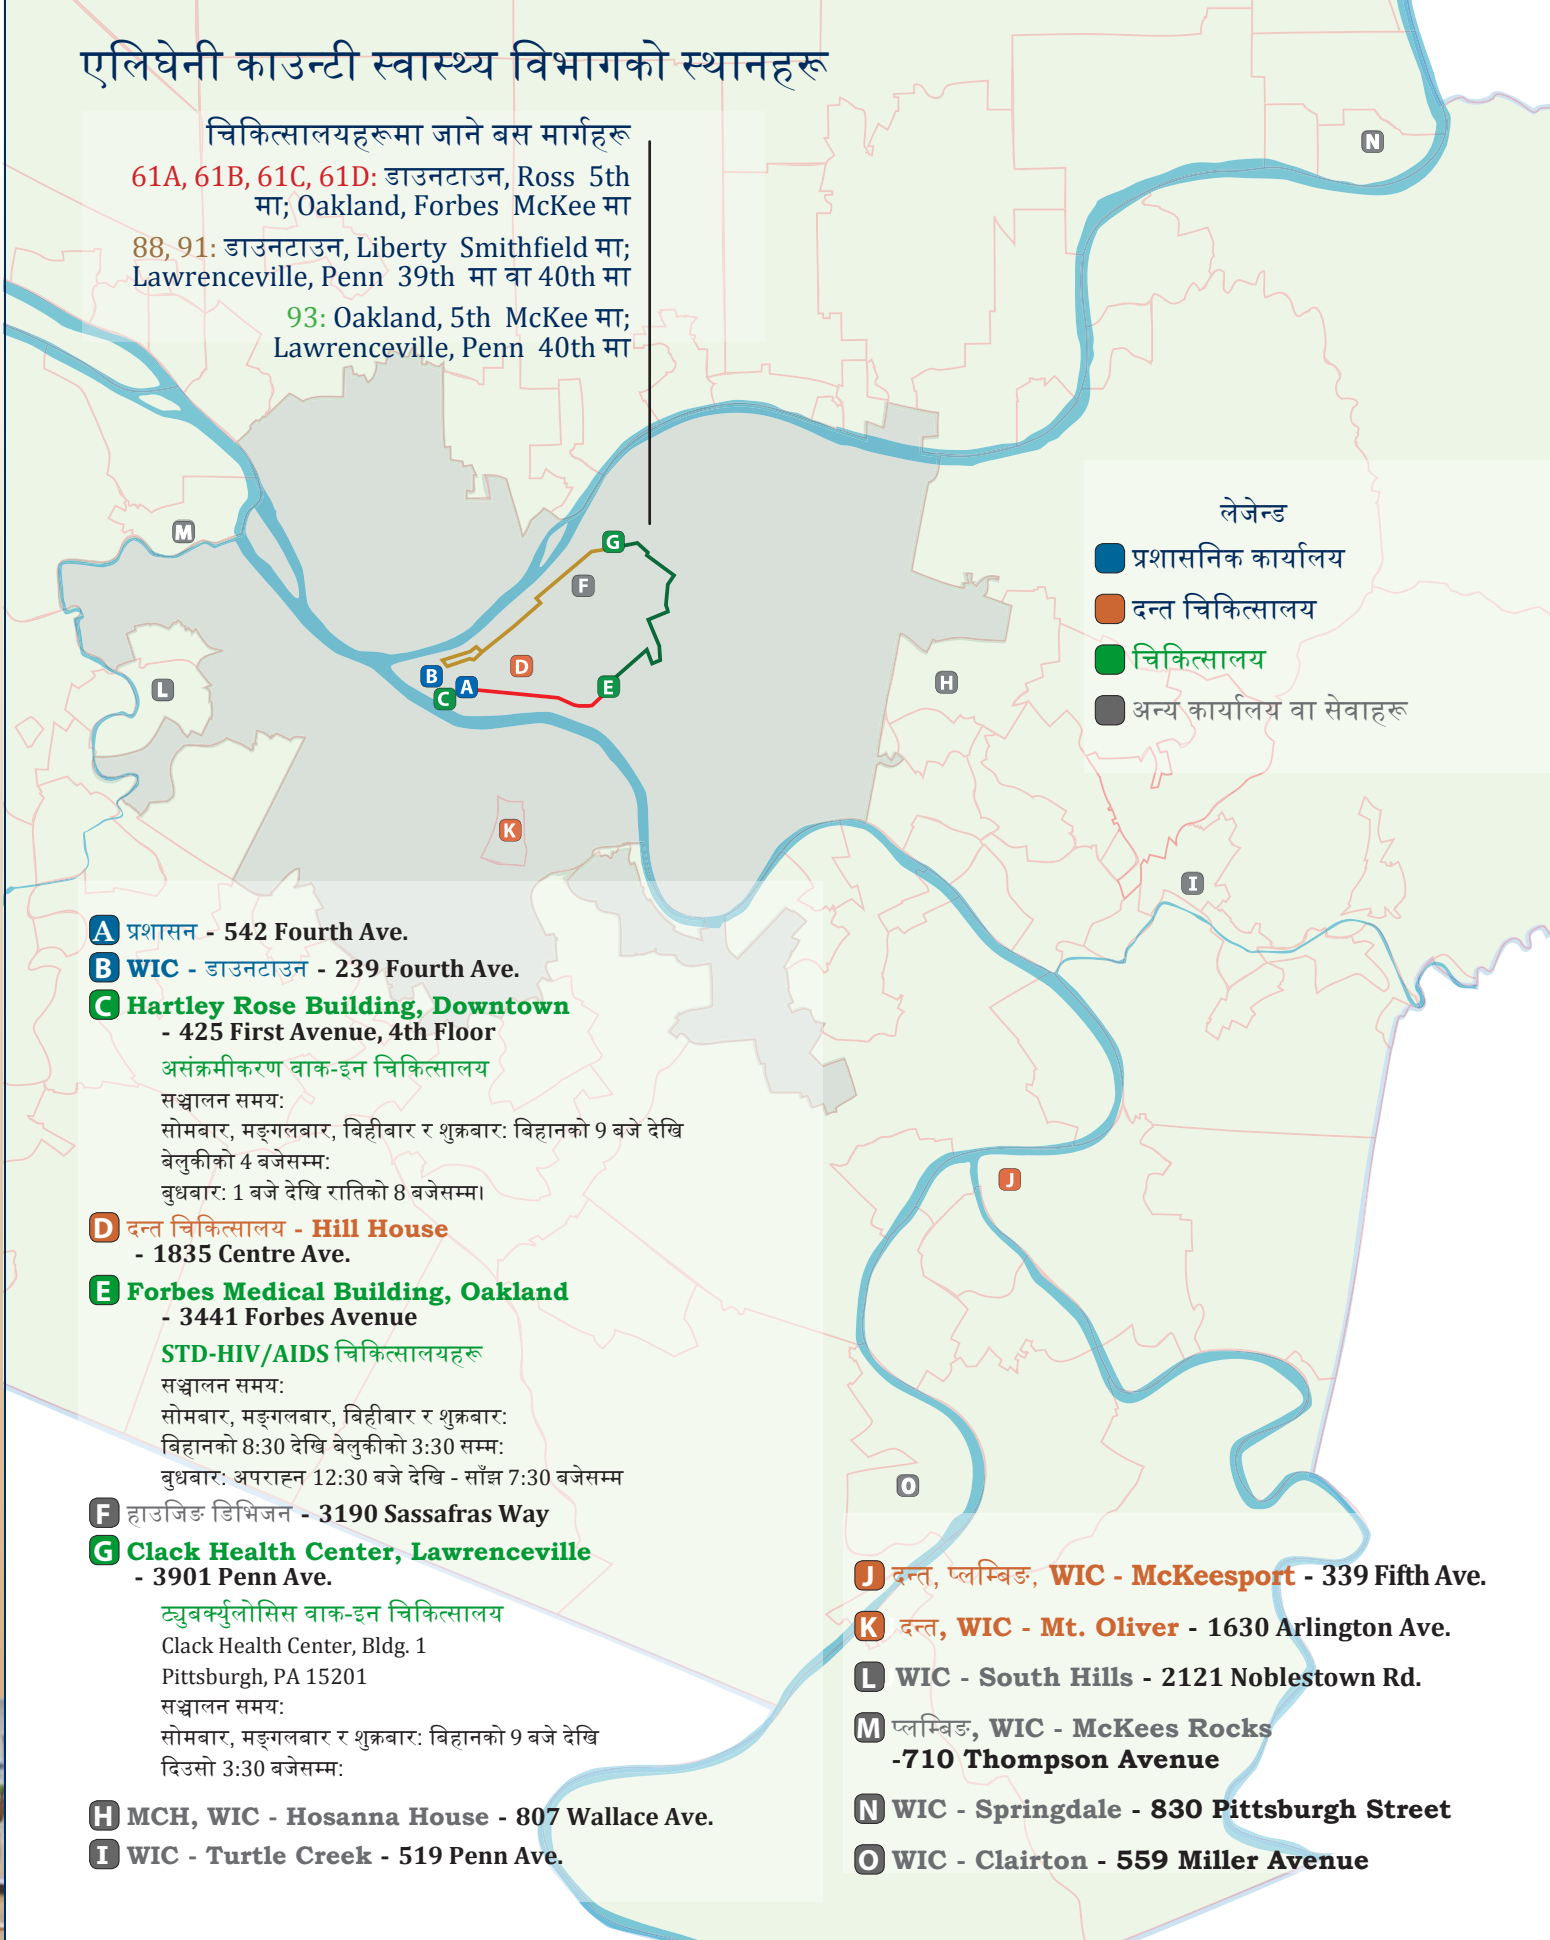 एलिघेनी काउन्टी स्वास्थ्य विभागको स्थानहरू
चिकित्सालयहरूमा जाने बस मार्गहरू
61A, 61B, 61C, 61D: डाउनटाउन, Ross 5th
मा; Oakland, Forbes McKee मा
88, 91: डाउनटाउन, Liberty Smithfield मा;
Lawrenceville, Penn 39th मा वा 40th मा
93: Oakland, 5th McKee मा;
Lawrenceville, Penn 40th मा
N
M
G
F
D
B
A
C
E
L
H
K
I
J
O
लेजेन्ड
प्रशासनिक कार्यालय
दन्त चिकित्सालय
चिकित्सालय
अन्य कार्यालय वा सेवाहरू
A प्रशासन - 542 Fourth Ave.
B WIC - डाउनटाउन - 239 Fourth Ave.
C Hartley Rose Building, Downtown
- 425 First Avenue, 4th Floor
असंक्रमीकरण वाक-इन चिकित्सालय
सञ्चालन समय:
सोमबार, मङ्गलबार, बिहीबार र शुक्रबार: बिहानको 9 बजे देखि
बेलुकीको 4 बजेसम्म:
बुधबार: 1 बजे देखि रातिको 8 बजेसम्म।
D दन्त चिकित्सालय - Hill House
- 1835 Centre Ave.
E Forbes Medical Building, Oakland
- 3441 Forbes Avenue
STD-HIV/AIDS चिकित्सालयहरू
सञ्चालन समय:
सोमबार, मङ्गलबार, बिहीबार र शुक्रबार:
बिहानको 8:30 देखि बेलुकीको 3:30 सम्म:
बुधबार: अपराह्न 12:30 बजे देखि - साँझ 7:30 बजेसम्म
F हाउजिङ डिभिजन - 3190 Sassafras Way
G Clack Health Center, Lawrenceville
- 3901 Penn Ave.
ट्युबर्क्युलोसिस वाक-इन चिकित्सालय
Clack Health Center, Bldg. 1
Pittsburgh, PA 15201
सञ्चालन समय:
सोमबार, मङ्गलबार र शुक्रबार: बिहानको 9 बजे देखि
दिउसो 3:30 बजेसम्म:
H MCH, WIC - Hosanna House - 807 Wallace Ave.
I WIC - Turtle Creek - 519 Penn Ave.
J दन्त, प्लम्बिङ, WIC - McKeesport - 339 Fifth Ave.
K दन्त, WIC - Mt. Oliver - 1630 Arlington Ave.
L WIC - South Hills - 2121 Noblestown Rd.
M प्लम्बिङ, WIC - McKees Rocks
-710 Thompson Avenue
N WIC - Springdale - 830 Pittsburgh Street
O WIC - Clairton - 559 Miller Avenue